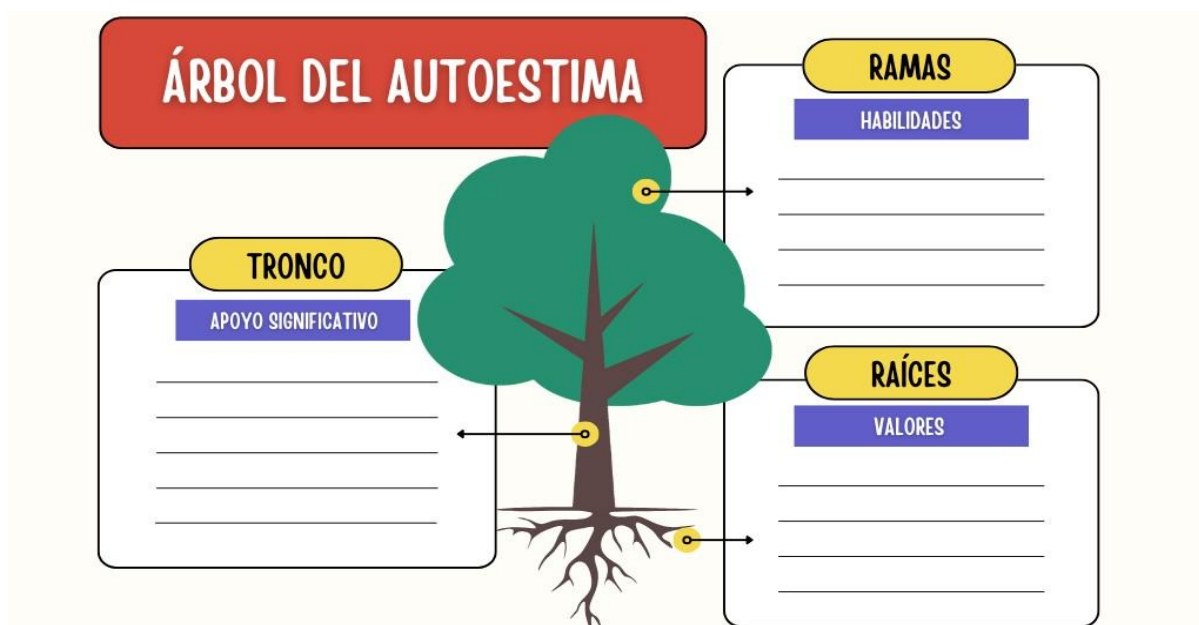 ÁRBOL DEL AUTOESTIMA
RAMAS
HABILIDADES
TRONCO
APOYO SIGNIFICATIVO
RAÍCES
VALORES